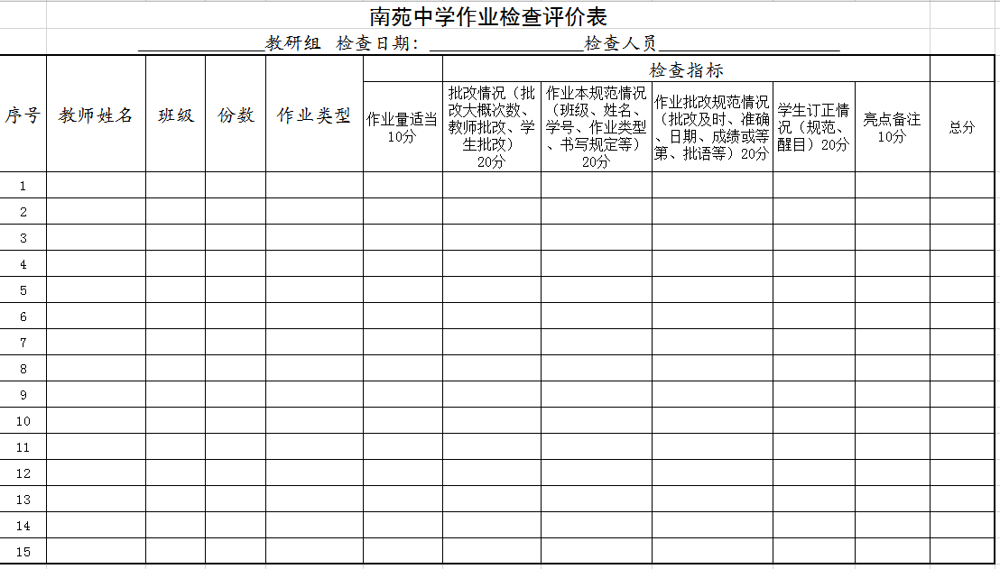 南苑中学作业检查评价表
教研组 检查日期： 检查人员
检查指标
序号
教师姓名
班级
份数
作业类型
作业量适当
10分
批改情况（批
改大概次数、
教师批改、学
生批改）
20分
作业本规范情况
（班级、姓名、
学号、作业类型
、书写规定等）
20分
作业批改规范情况
（批改及时、准确
、日期、成绩或等
第、批语等）20分
学生订正情
况（规范、
醒目）20分
亮点备注
10分
总分
1
2
3
4
5
6
7
8
9
10
11
12
13
14
15